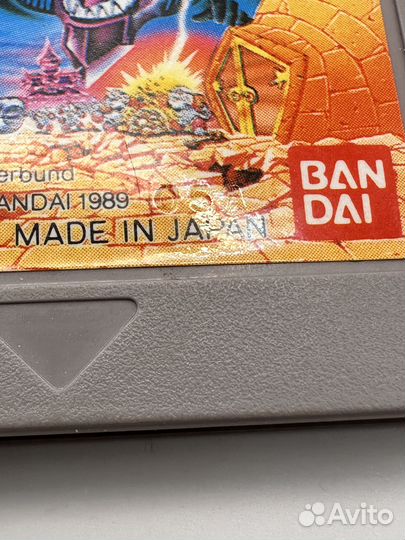 erbund
ANDAI 1989
MADE IN JAPAN
BAN
DAI
Avito